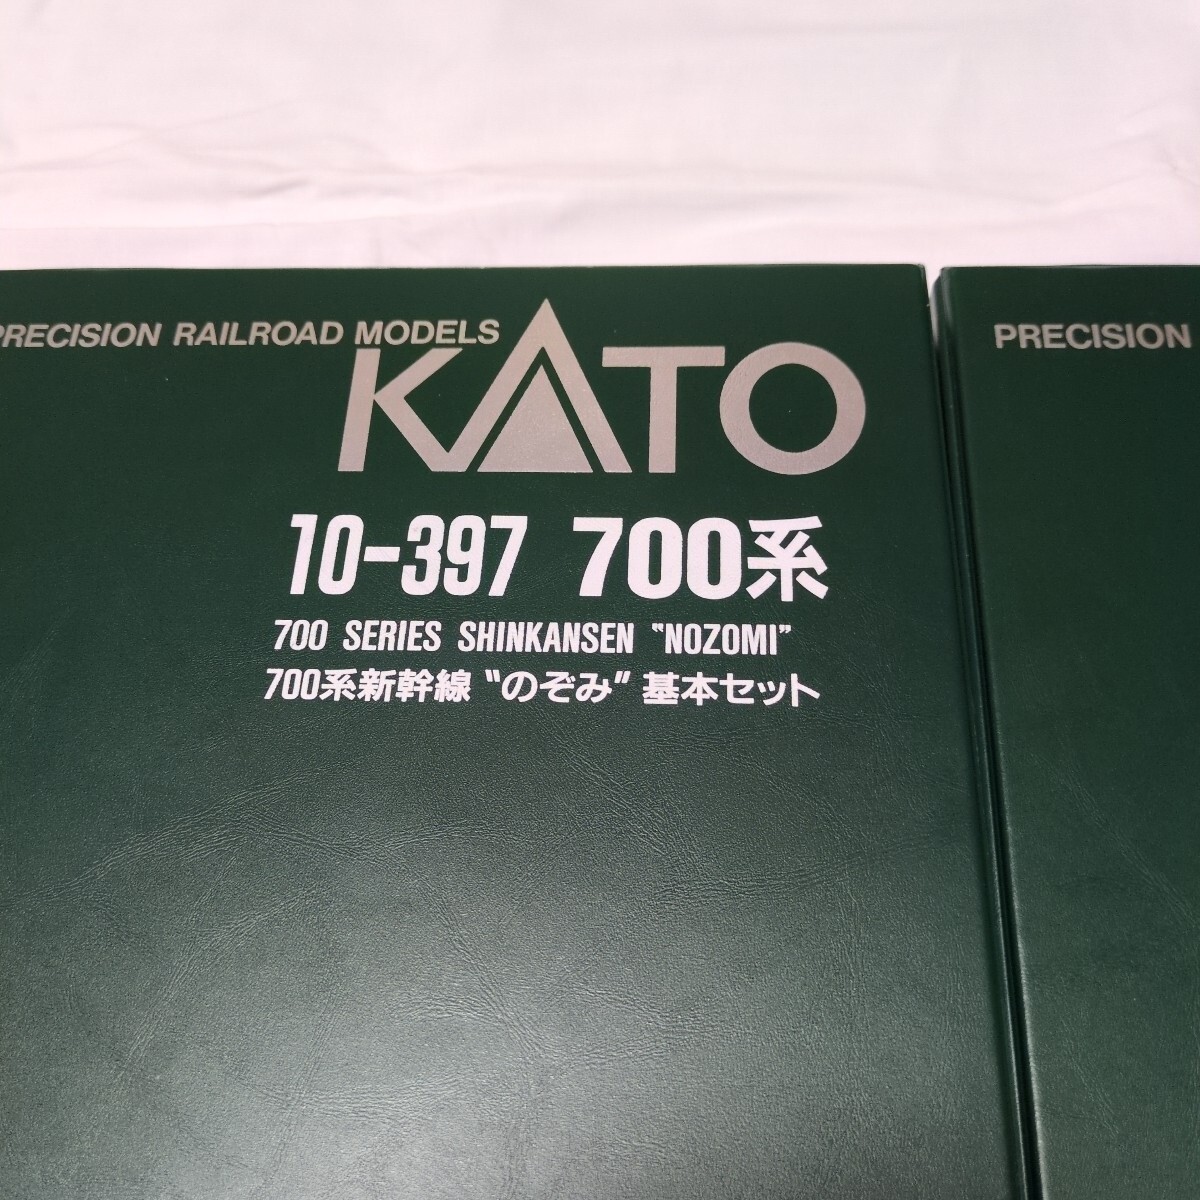 PRECISION RAILROAD MODELS
KATO
10-397 700系
700 SERIES SHINKANSEN "NOZOMI"
700系新幹線 "のぞみ" 基本セット
PRECISION